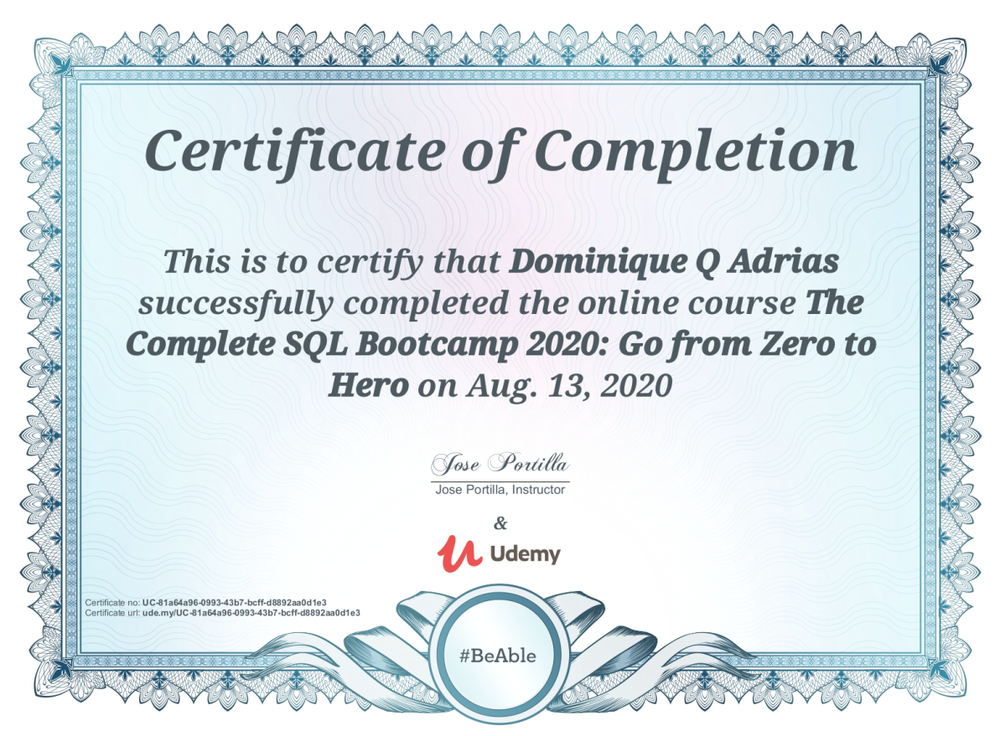 Certificate of Completion
This is to certify that Dominique Q Adrias
successfully completed the online course The
Complete SQL Bootcamp 2020: Go from Zero to
Hero on Aug. 13, 2020
Jose Portilla
Jose Portilla, Instructor
&
Udemy
Certificate no: UC-81a64a96-0993-43b7-bcff-d8892aa0d1e3
Certificate url: ude.my/UC-81a64a96-0993-43b7-bcff-d8892aa0d1e3
#BeAble